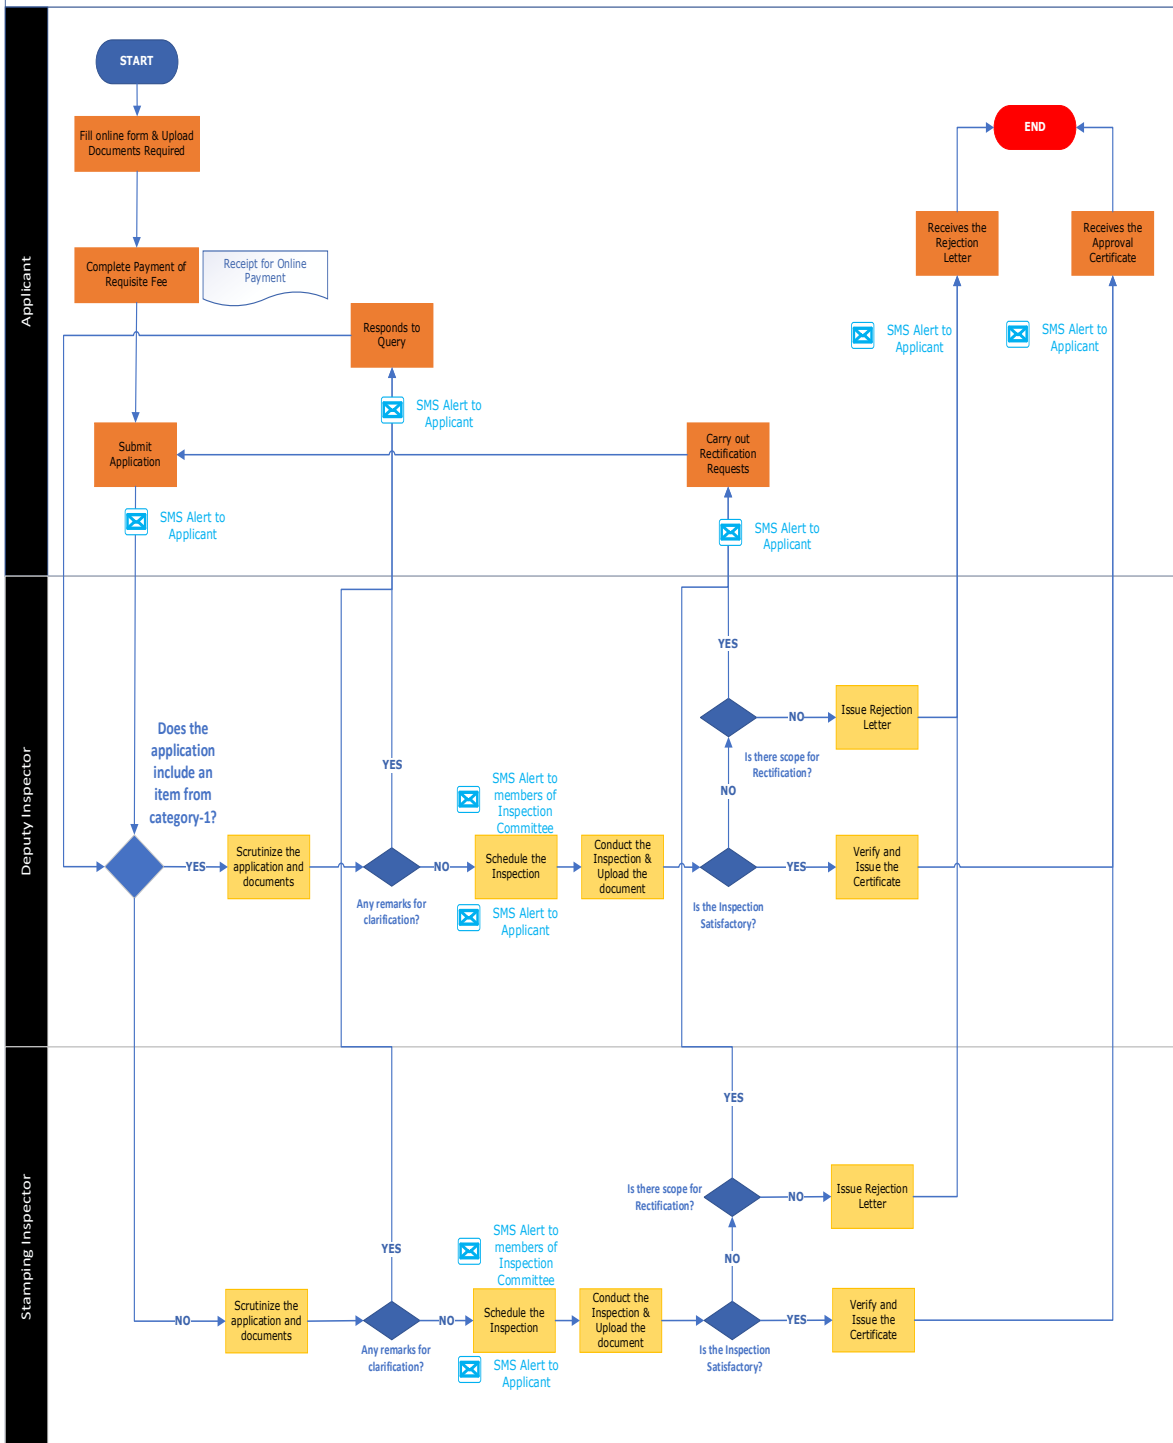 Applicant
START
Fill online form & Upload
Documents Required
Complete Payment of
Requisite Fee
Receipt for Online
Payment
Responds to
Query
SMS Alert to
Applicant
Submit
Application
SMS Alert to
Applicant
Carry out
Rectification
Requests
SMS Alert to
Applicant
END
Receives the
Rejection
Letter
Receives the
Approval
Certificate
SMS Alert to
Applicant
SMS Alert to
Applicant
Deputy Inspector
Does the
application
include an
item from
category-1?
YES
Scrutinize the
application and
documents
YES
Any remarks for
clarification?
NO
SMS Alert to
members of
Inspection
Committee
Schedule the
Inspection
SMS Alert to
Applicant
Conduct the
Inspection &
Upload the
document
YES
NO
Issue Rejection
Letter
Is there scope for
Rectification?
NO
YES
Is the Inspection
Satisfactory?
Verify and
Issue the
Certificate
Stamping Inspector
NO
Scrutinize the
application and
documents
YES
Any remarks for
clarification?
NO
SMS Alert to
members of
Inspection
Committee
Schedule the
Inspection
SMS Alert to
Applicant
Conduct the
Inspection &
Upload the
document
YES
Is there scope for
Rectification?
NO
Issue Rejection
Letter
NO
YES
Is the Inspection
Satisfactory?
Verify and
Issue the
Certificate